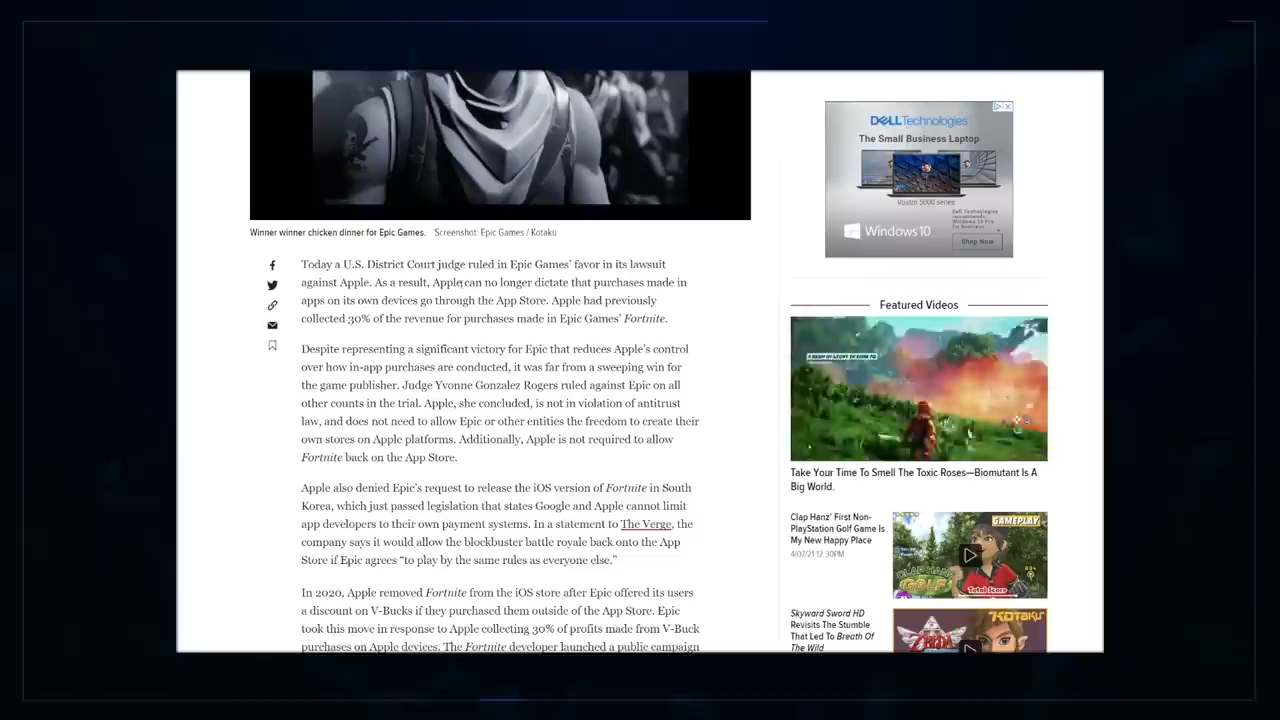 DELLTechnologies
The Small Business Laptop
Vostro 5000 series
Dell Technologies
recommends
Windows 10 Pro
for business
Windows 10
Shop Now
Winner winner chicken dinner for Epic Games. Screenshot: Epic Games / Kotaku
Today a U.S. District Court judge ruled in Epic Games' favor in its lawsuit
against Apple. As a result, Apple can no longer dictate that purchases made in
apps on its own devices go through the App Store. Apple had previously
collected 30% of the revenue for purchases made in Epic Games' Fortnite.
Despite representing a significant victory for Epic that reduces Apple's control
over how in-app purchases are conducted, it was far from a sweeping win for
the game publisher. Judge Yvonne Gonzalez Rogers ruled against Epic on all
other counts in the trial. Apple, she concluded, is not in violation of antitrust
law, and does not need to allow Epic or other entities the freedom to create their
own stores on Apple platforms. Additionally, Apple is not required to allow
Fortnite back on the App Store.
Apple also denied Epic's request to release the iOS version of Fortnite in South
Korea, which just passed legislation that states Google and Apple cannot limit
app developers to their own payment systems. In a statement to The Verge, the
company says it would allow the blockbuster battle royale back onto the App
Store if Epic agrees "to play by the same rules as everyone else."
In 2020, Apple removed Fortnite from the iOS store after Epic offered its users
a discount on V-Bucks if they purchased them outside of the App Store. Epic
took this move in response to Apple collecting 30% of profits made from V-Buck
purchases on Apple devices. The Fortnite developer launched a public campaign
Featured Videos
Take Your Time To Smell The Toxic Roses—Biomutant Is A
Big World.
Clap Hanz' First Non-
PlayStation Golf Game Is
My New Happy Place
4/07/21 12:30PM
GAMEPLAY
CLAP HANZ
GOLF
Total Score
Skyward Sword HD
Revisits The Stumble
That Led To Breath Of
The Wild
KOTAKU
ZELDA